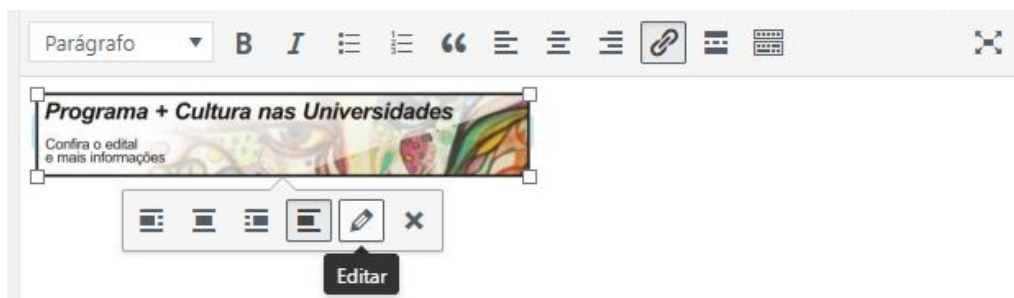 Parágrafo
Programa + Cultura nas Universidades
Confira o edital
e mais informações
Editar